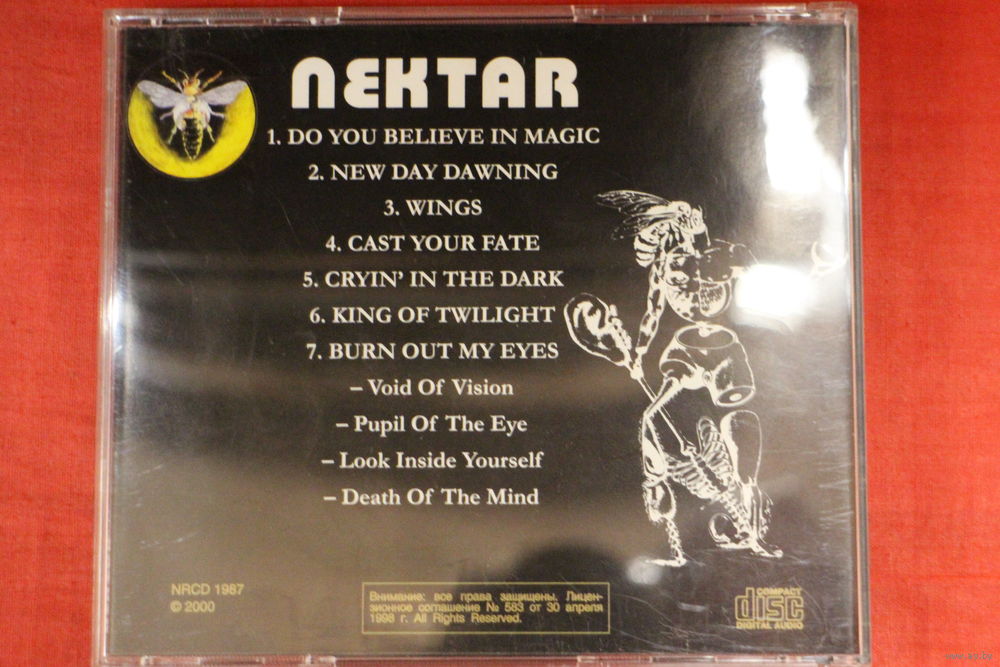 NEKTAR
1. DO YOU BELIEVE IN MAGIC
2. NEW DAY DAWNING
3. WINGS
4. CAST YOUR FATE
5. CRYIN' IN THE DARK
6. KING OF TWILIGHT
7. BURN OUT MY EYES
– Void Of Vision
– Pupil Of The Eye
– Look Inside Yourself
– Death Of The Mind
NRCD 1987
© 2000
Внимание: все права защищены. Лицен-
зионное соглашение № 583 от 30 апреля
1998 г. All Rights Reserved.
COMPACT
disc
DIGITAL AUDIO
www.ay.by